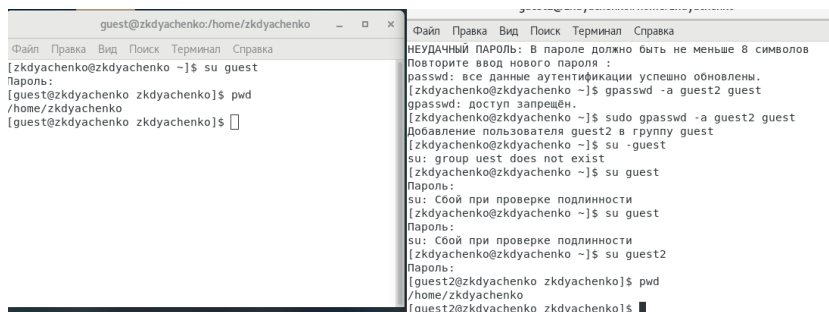 guest@zkdyachenko:/home/zkdyachenko
Файл Правка Вид Поиск Терминал Справка
[zkdyachenko@zkdyachenko ~]$ su guest
Пароль:
[guest@zkdyachenko zkdyachenko]$ pwd
/home/zkdyachenko
[guest@zkdyachenko zkdyachenko]$
Файл Правка Вид Поиск Терминал Справка
НЕУДАЧНЫЙ ПАРОЛЬ: В пароле должно быть не меньше 8 символов
Повторите ввод нового пароля :
passwd: все данные аутентификации успешно обновлены.
[zkdyachenko@zkdyachenko ~]$ gpasswd -a guest2 guest
gpasswd: доступ запрещён.
[zkdyachenko@zkdyachenko ~]$ sudo gpasswd -a guest2 guest
Добавление пользователя guest2 в группу guest
[zkdyachenko@zkdyachenko ~]$ su -guest
su: group uest does not exist
[zkdyachenko@zkdyachenko ~]$ su guest
Пароль:
su: Сбой при проверке подлинности
[zkdyachenko@zkdyachenko ~]$ su guest
Пароль:
su: Сбой при проверке подлинности
[zkdyachenko@zkdyachenko ~]$ su guest2
Пароль:
[guest2@zkdyachenko zkdyachenko]$ pwd
/home/zkdyachenko
[guest2@zkdyachenko zkdyachenko]$